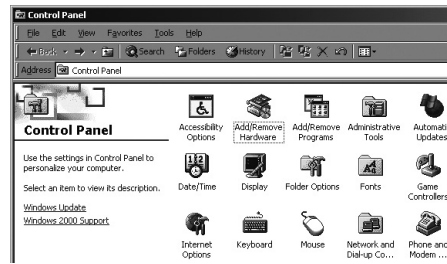 Control Panel
File Edit View Favorites Tools Help
Back Search Folders History
Address Control Panel
Control Panel
Use the settings in Control Panel to
personalize your computer.
Select an item to view its description.
Windows Update
Windows 2000 Support
Accessibility
Options
Add/Remove
Hardware
Add/Remove
Programs
Administrative
Tools
Automati
Updates
Date/Time
Display
Folder Options
Fonts
Game
Controllers
Internet
Options
Keyboard
Mouse
Network and
Dial-up Co...
Phone and
Modem ...